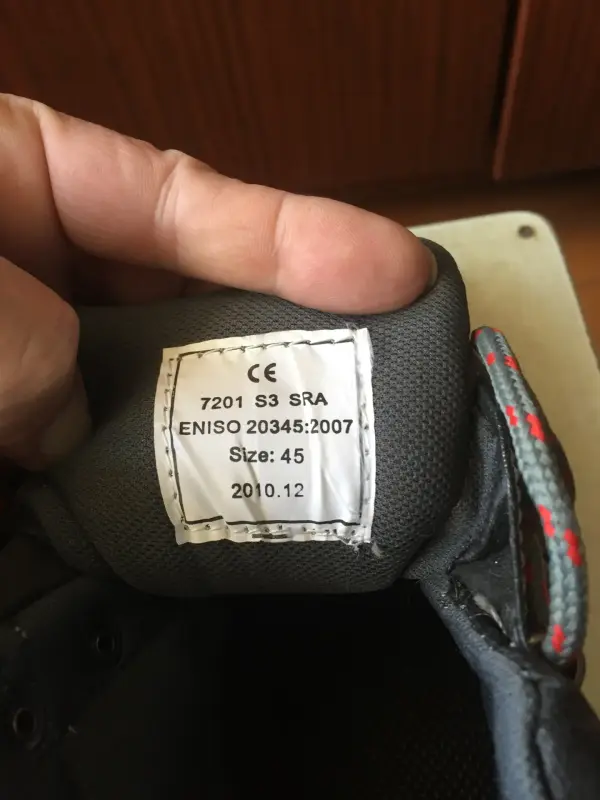 CE
7201 S3 SRA
ENISO 20345:2007
Size: 45
2010.12